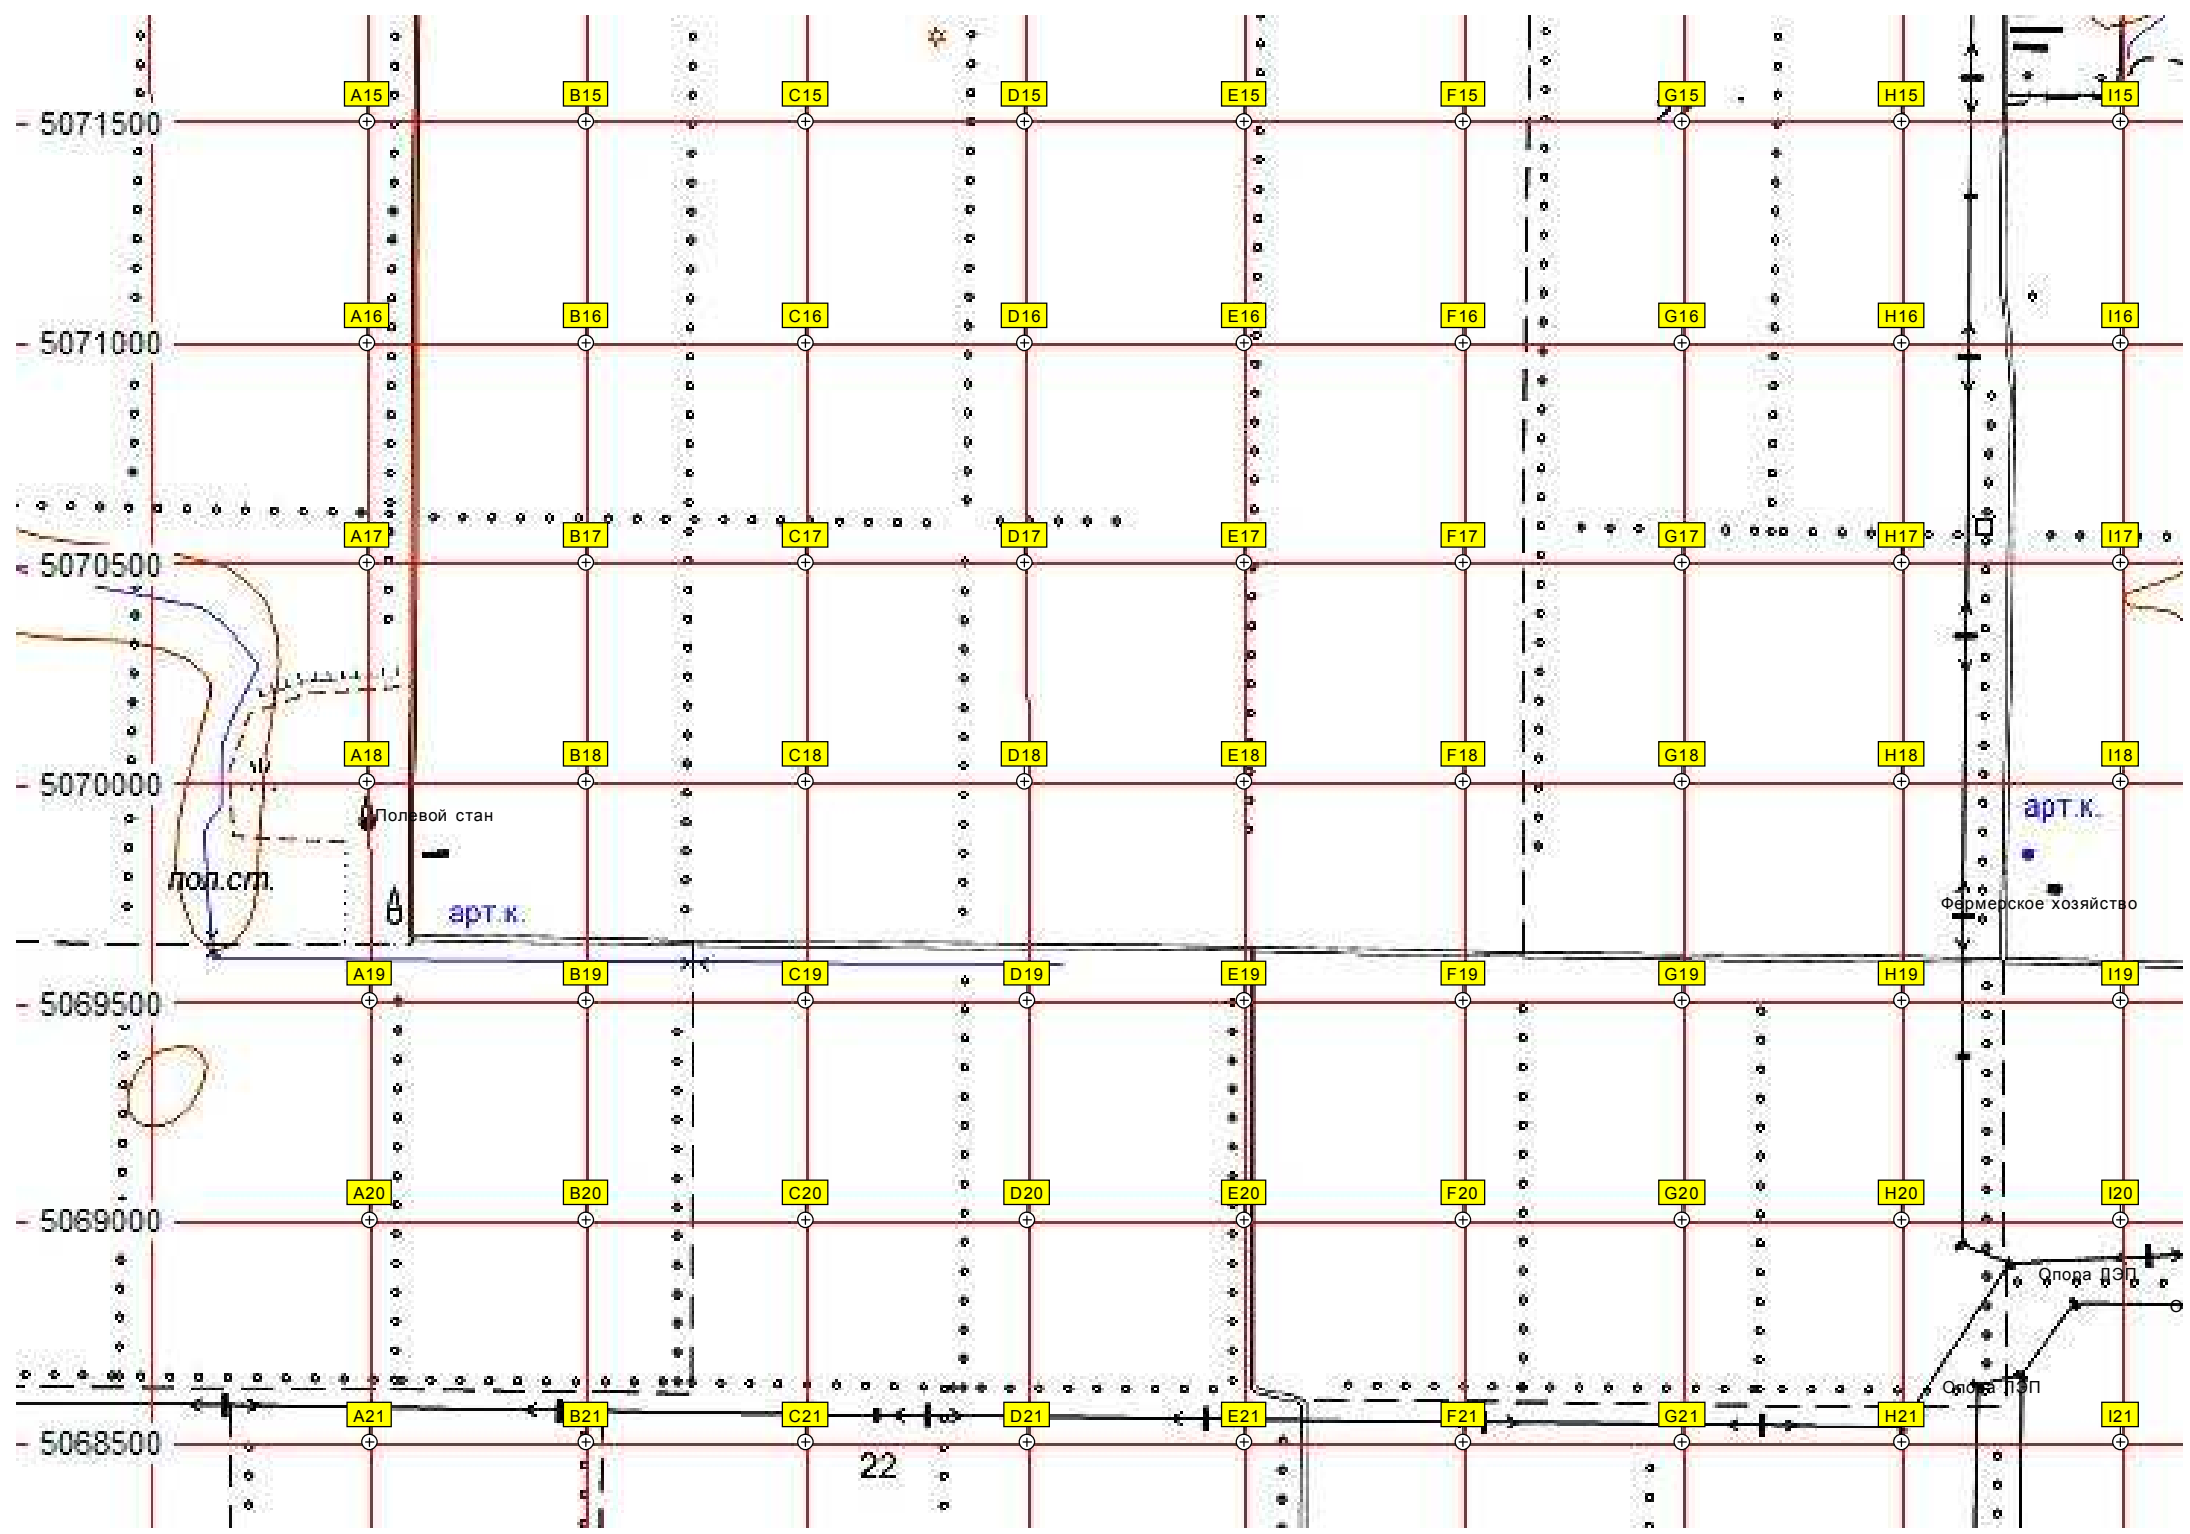 A15 B15 C15 D15 E15 F15 G15 H15 I15
5071500
A16 B16 C16 D16 E16 F16 G16 H16 I16
5071000
A17 B17 C17 D17 E17 F17 G17 H17 I17
5070500
A18 B18 C18 D18 E18 F18 G18 H18 I18
5070000
арт.к.
Полевой стан
пол.ст.
Фермерское хозяйство
арт.к.
A19 B19 C19 D19 E19 F19 G19 H19 I19
5069500
A20 B20 C20 D20 E20 F20 G20 H20 I20
5069000
Опора ЛЭП
О
Опора ЛЭП
A21 B21 C21 D21 E21 F21 G21 H21 I21
5068500
22